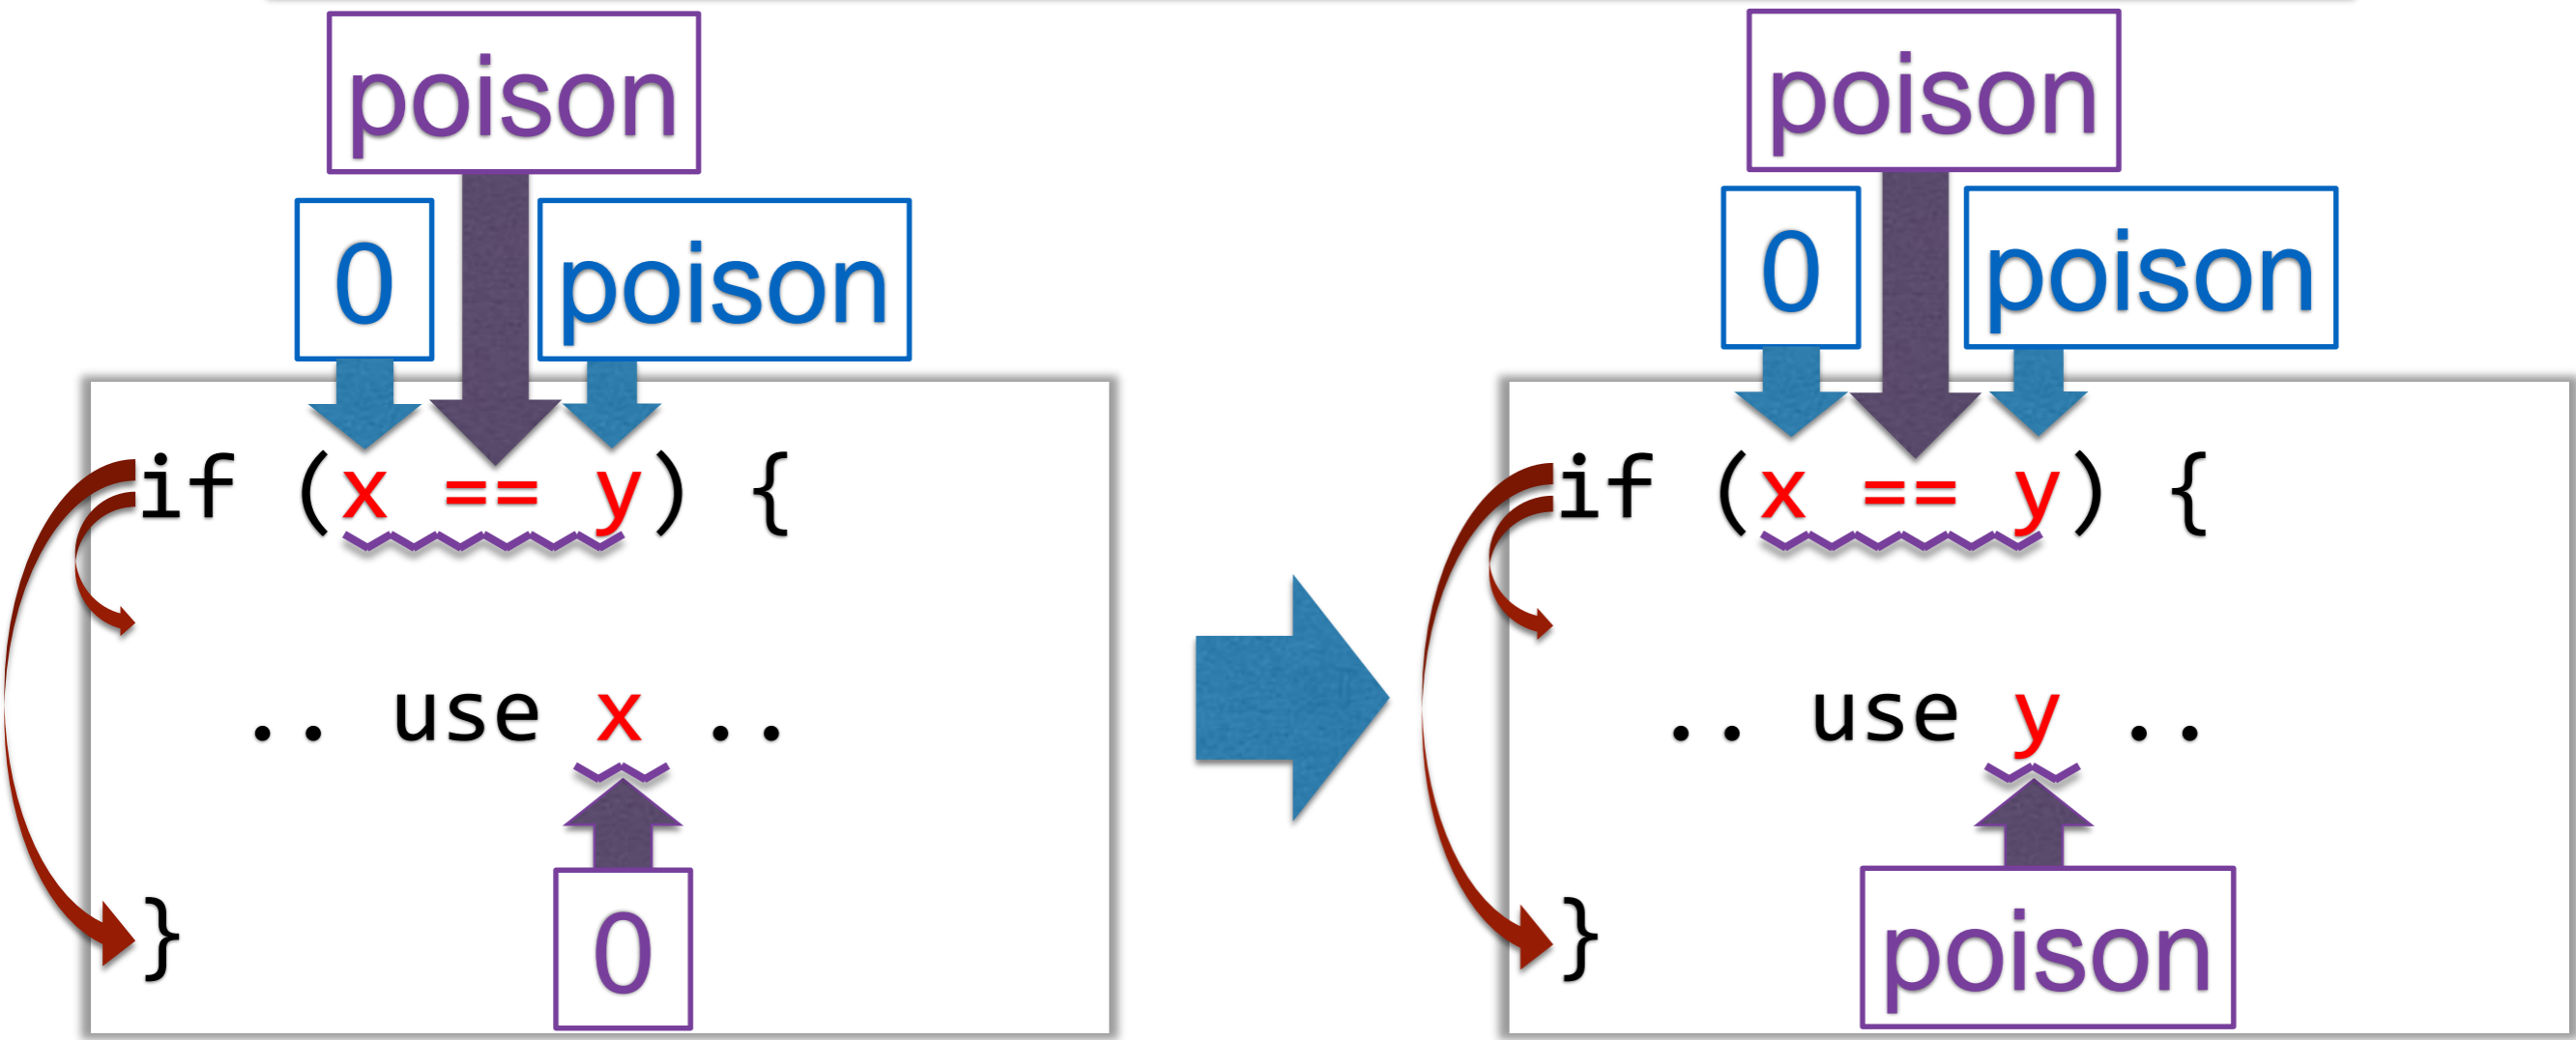 poison
0 poison
if (x == y) {
.. use x ..
}
0
poison
0 poison
if (x == y) {
.. use y ..
}
poison